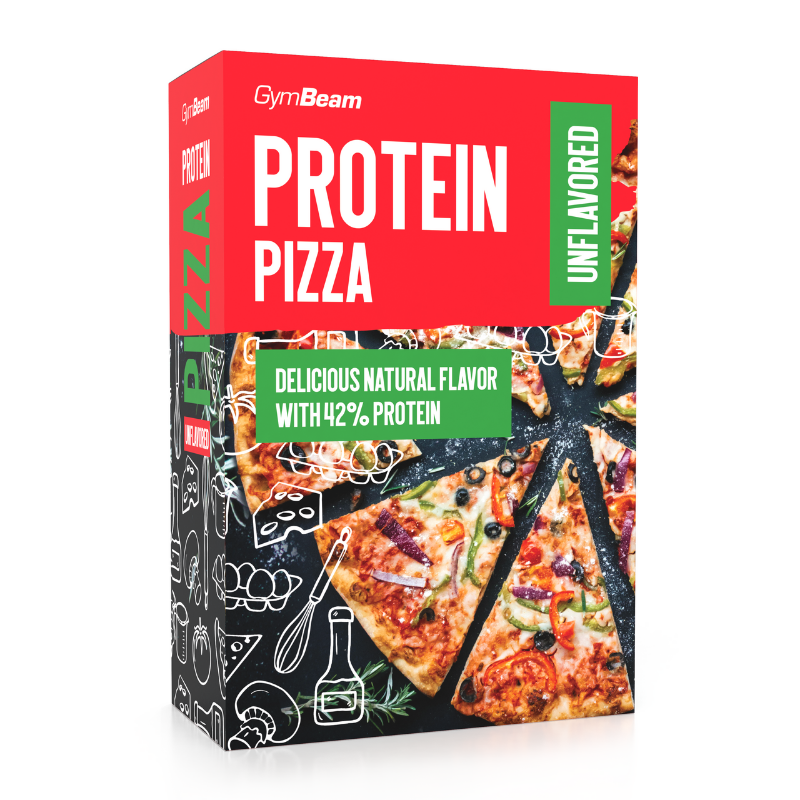 GymBeam
PROTEIN
PIZZA
UNFLAVORED
DELICIOUS NATURAL FLAVOR
WITH 42% PROTEIN
GymBeam
PROTEIN
PIZZA
UNFLAVORED